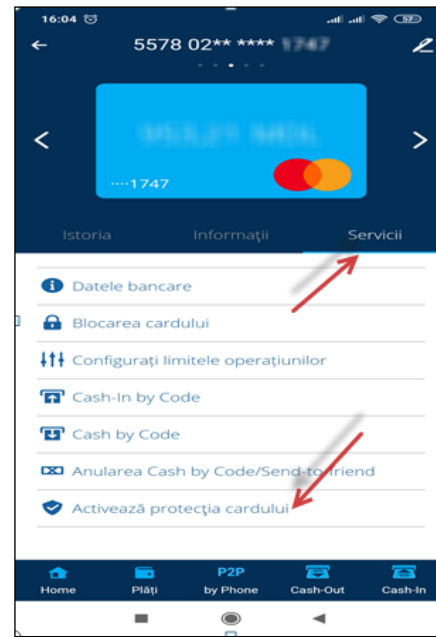 16:04 57
5578 02** **** 1747
····1747
Istoria Informații Servicii
Datele bancare
Blocarea cardului
Configurați limitele operațiunilor
Cash-In by Code
Cash by Code
Anularea Cash by Code/Send-to-friend
Activează protecția cardului
P2P
Home Plăți by Phone Cash-Out Cash-In